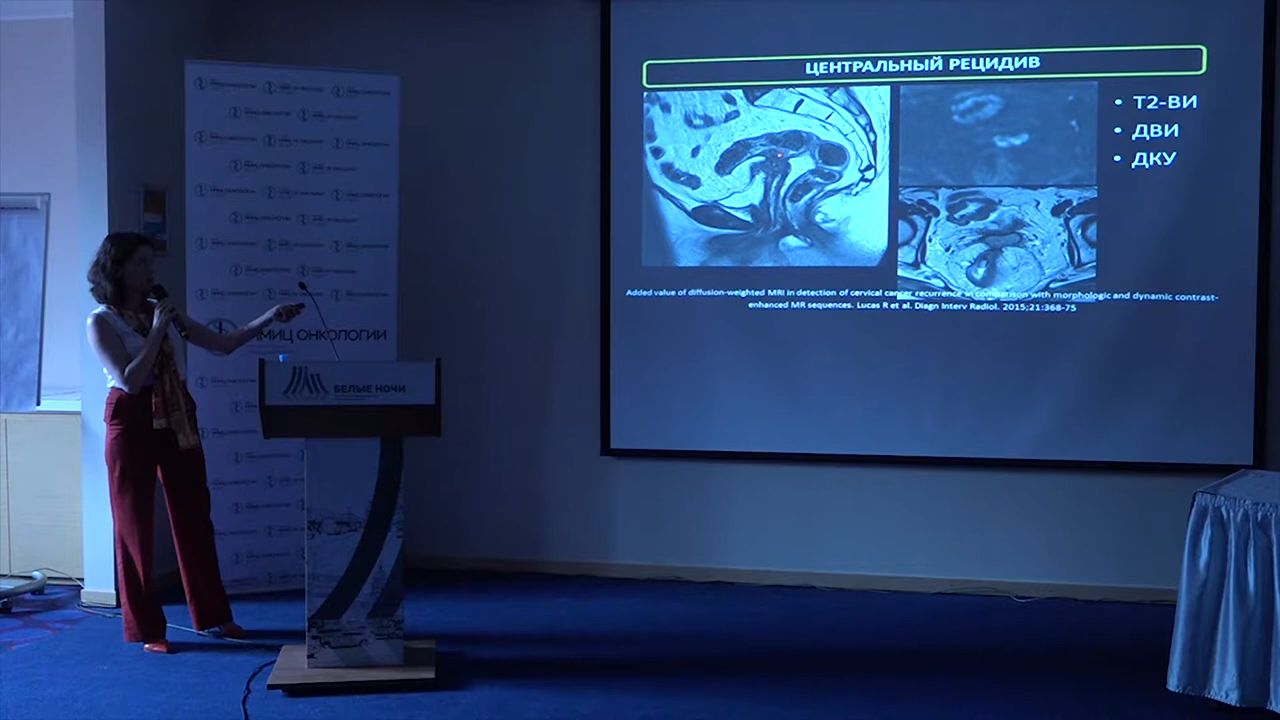 ЦЕНТРАЛЬНЫЙ РЕЦИДИВ
• Т2-ВИ
• ДВИ
• ДКУ
Added value of diffusion-weighted MRI in detection of cervical cancer recurrence in comparison with morphologic and dynamic contrast-
enhanced MR sequences. Lucas R et al. Diagn Interv Radiol. 2015;21:368-75
НМИЦ ОНКОЛОГИИ
БЕЛЫЕ НОЧИ